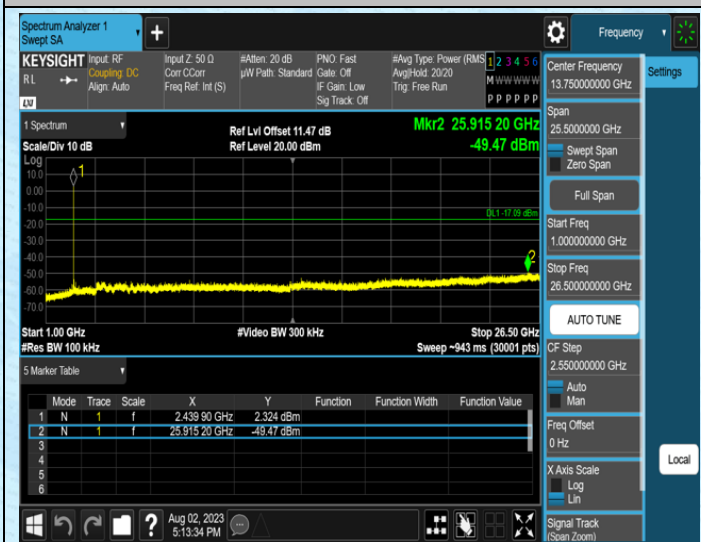 Spectrum Analyzer 1
Swept SA
+
Frequency
KEYSIGHT
RL
LXI
Input: RF
Coupling: DC
Align: Auto
Input Z: 50 Ω
Corr CCorr
Freq Ref: Int (S)
#Atten: 20 dB
µW Path: Standard
PNO: Fast
Gate: Off
IF Gain: Low
Sig Track: Off
#Avg Type: Power (RMS
Avg|Hold: 20/20
Trig: Free Run
1 2 3 4 5 6
M W W W W W
P P P P P P
1 Spectrum
Scale/Div 10 dB
Ref Lvl Offset 11.47 dB
Ref Level 20.00 dBm
Mkr2 25.915 20 GHz
-49.47 dBm
Log
10.0
0.00
-10.0
-20.0
-30.0
-40.0
-50.0
-60.0
-70.0
1
DL1 -17.09 dBm
2
Start 1.00 GHz
#Res BW 100 kHz
#Video BW 300 kHz
Stop 26.50 GHz
Sweep ~943 ms (30001 pts)
5 Marker Table
Mode Trace Scale X Y Function Function Width Function Value
1 N 1 f 2.439 90 GHz 2.324 dBm
2 N 1 f 25.915 20 GHz -49.47 dBm
3
4
5
6
?
Aug 02, 2023
5:13:34 PM
Center Frequency
13.75000000 GHz
Settings
Span
25.5000000 GHz
Swept Span
Zero Span
Full Span
Start Freq
1.000000000 GHz
Stop Freq
26.500000000 GHz
AUTO TUNE
CF Step
2.550000000 GHz
Auto
Man
Freq Offset
0 Hz
X Axis Scale
Log
Lin
Local
Signal Track
(Span Zoom)